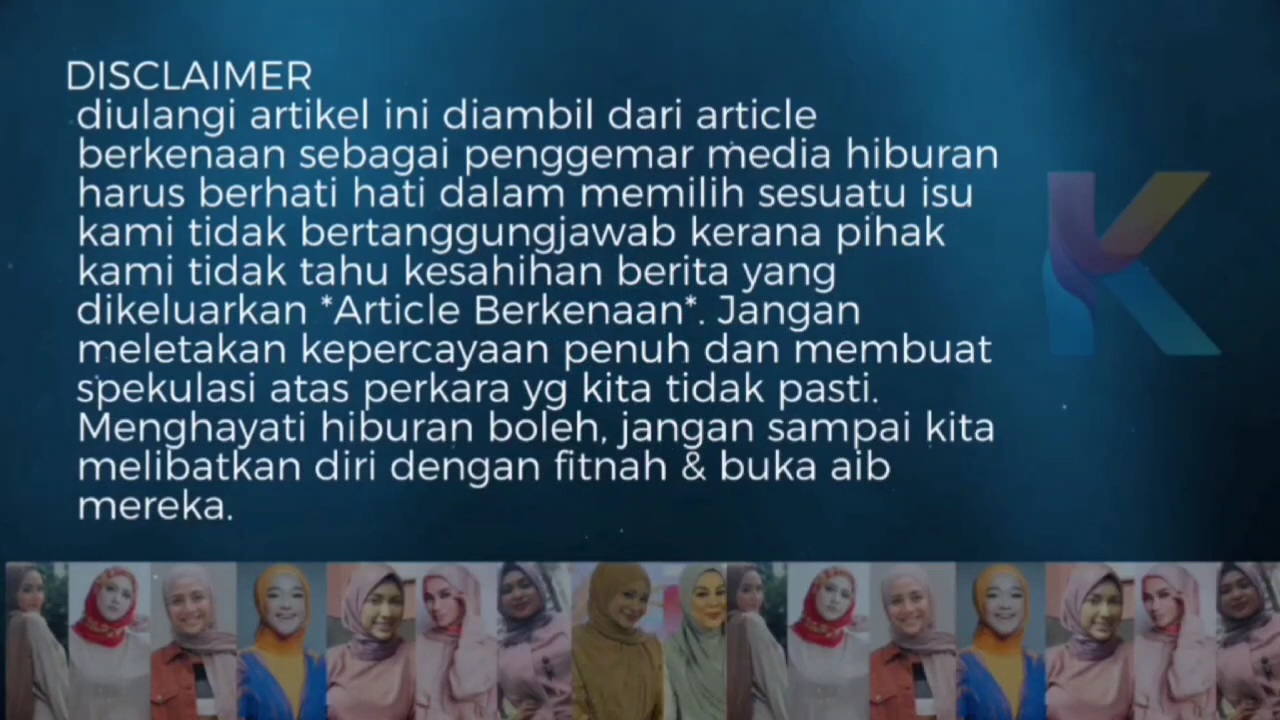 DISCLAIMER
diulangi artikel ini diambil dari article
berkenaan sebagai penggemar media hiburan
harus berhati hati dalam memilih sesuatu isu
kami tidak bertanggungjawab kerana pihak
kami tidak tahu kesahihan berita yang
dikeluarkan *Article Berkenaan*. Jangan
meletakan kepercayaan penuh dan membuat
spekulasi atas perkara yg kita tidak pasti.
Menghayati hiburan boleh, jangan sampai kita
melibatkan diri dengan fitnah & buka aib
mereka.
K